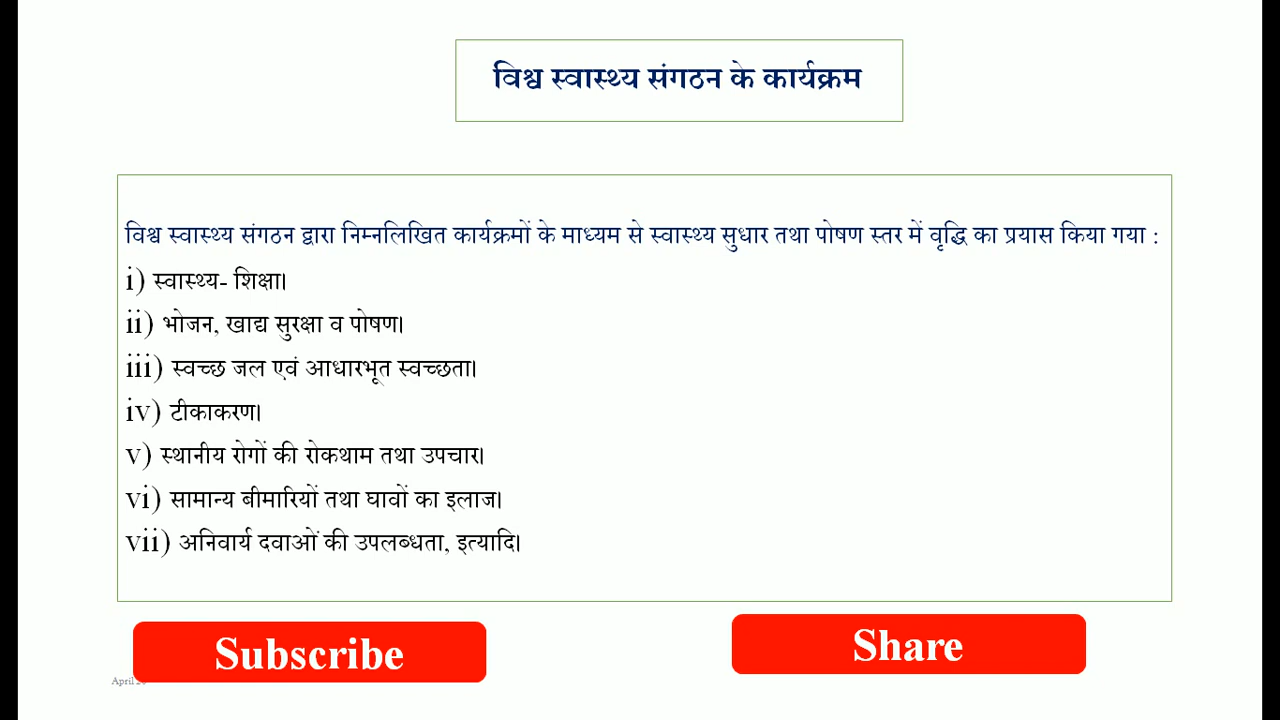 विश्व स्वास्थ्य संगठन के कार्यक्रम
विश्व स्वास्थ्य संगठन द्वारा निम्नलिखित कार्यक्रमों के माध्यम से स्वास्थ्य सुधार तथा पोषण स्तर में वृद्धि का प्रयास किया गया :
i) स्वास्थ्य- शिक्षा।
ii) भोजन, खाद्य सुरक्षा व पोषण।
iii) स्वच्छ जल एवं आधारभूत स्वच्छता।
iv) टीकाकरण।
v) स्थानीय रोगों की रोकथाम तथा उपचार।
vi) सामान्य बीमारियों तथा घावों का इलाज।
vii) अनिवार्य दवाओं की उपलब्धता, इत्यादि।
Subscribe
Share
April